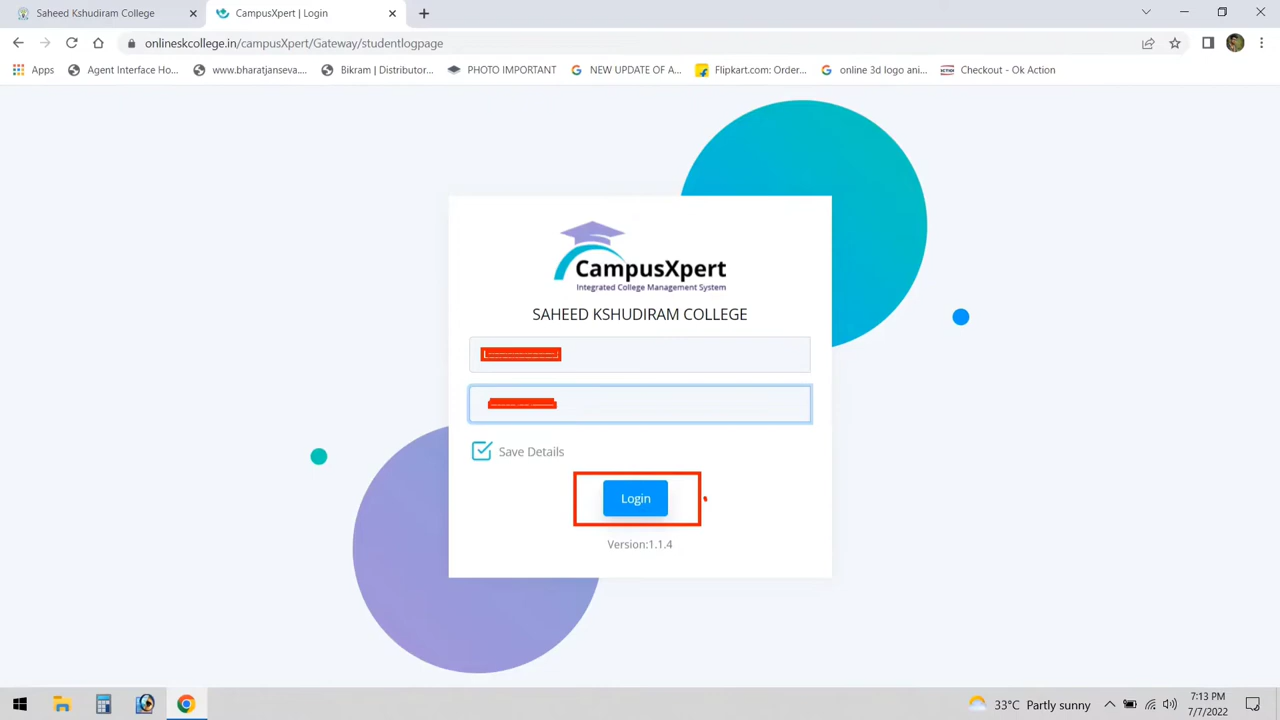 Saheed Kshudiram College
CampusXpert | Login
onlineskcollege.in/campusXpert/Gateway/studentlogpage
Apps
Agent Interface Ho...
www.bharatjanseva....
Bikram | Distributor...
PHOTO IMPORTANT
NEW UPDATE OF A...
Flipkart.com: Order...
online 3d logo ani...
Checkout - Ok Action
CampusXpert
Integrated College Management System
SAHEED KSHUDIRAM COLLEGE
Save Details
Login
Version:1.1.4
33°C Partly sunny
7:13 PM
7/7/2022